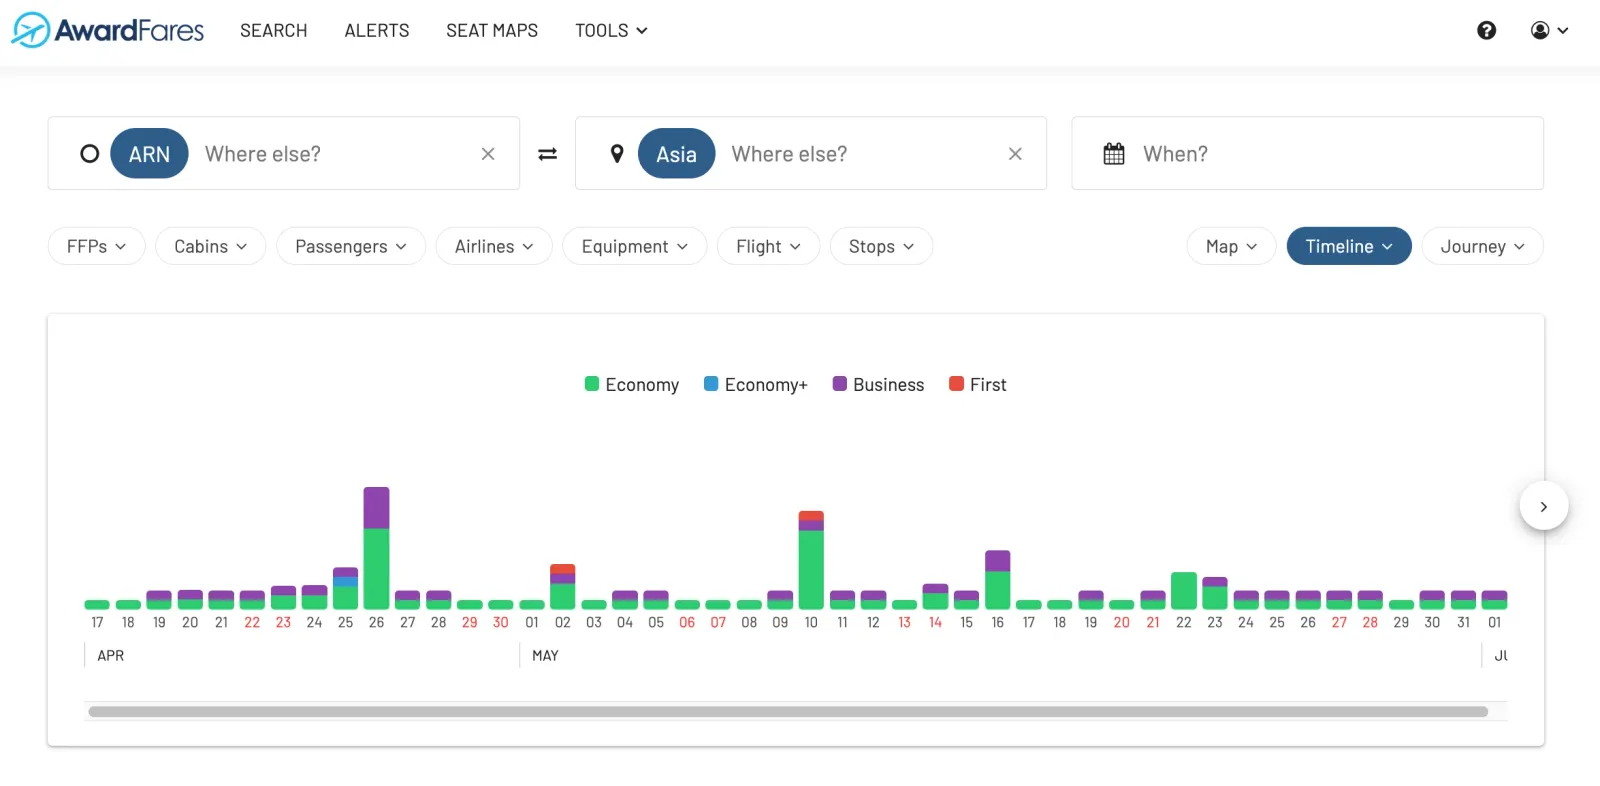 AwardFares SEARCH ALERTS SEAT MAPS TOOLS
ARN Where else? Asia Where else? When?
FFPs Cabins Passengers Airlines Equipment Flight Stops Map Timeline Journey
Economy Economy+ Business First
17 18 19 20 21 22 23 24 25 26 27 28 29 30 01 02 03 04 05 06 07 08 09 10 11 12 13 14 15 16 17 18 19 20 21 22 23 24 25 26 27 28 29 30 31 01
APR MAY JU